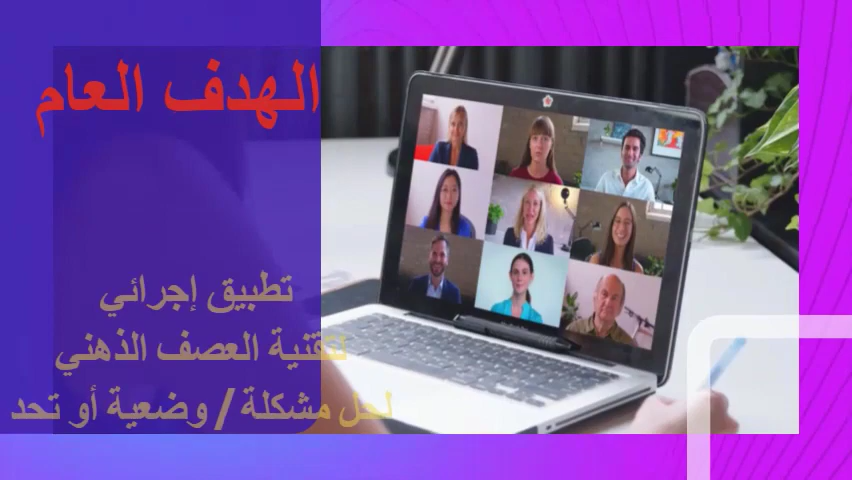 الهدف العام
تطبيق إجرائي
لتقنية العصف الذهني
لحل مشكلة / وضعية أو تحد